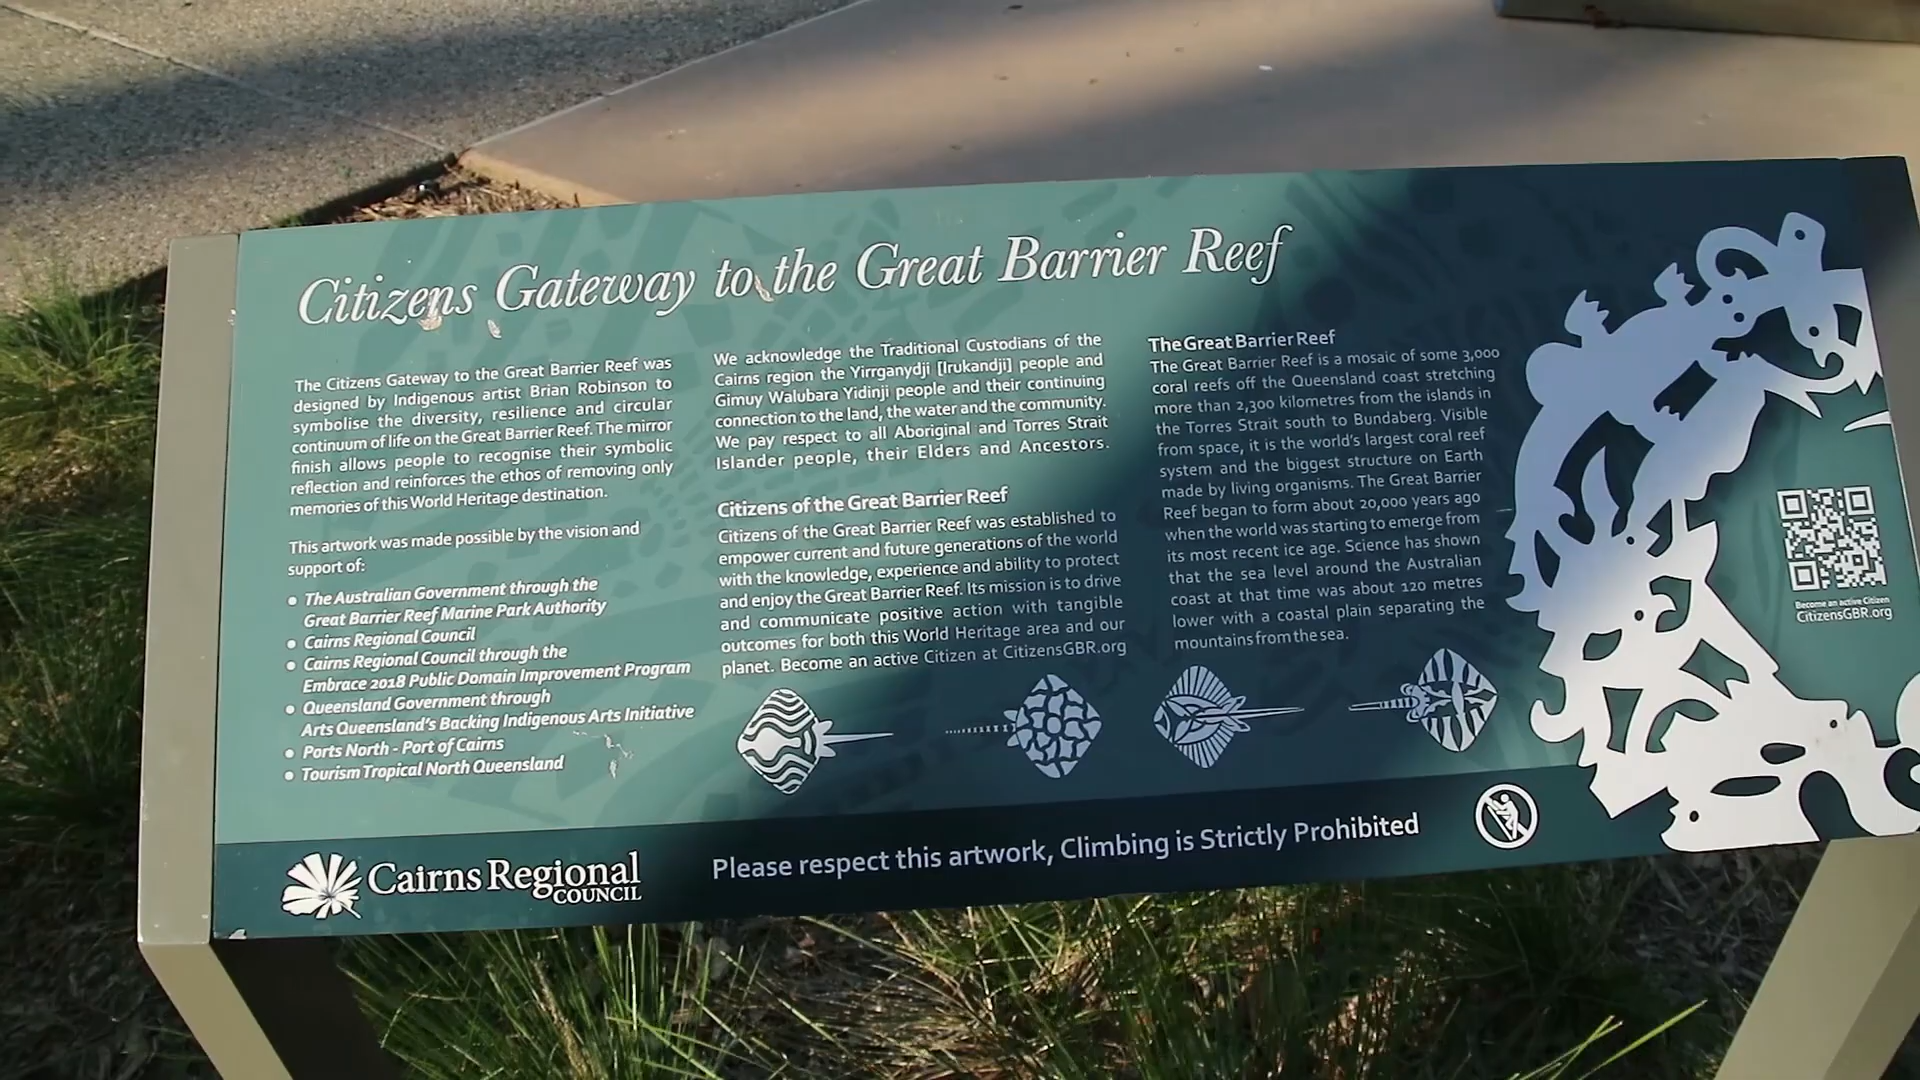 Citizens Gateway to the Great Barrier Reef
The Citizens Gateway to the Great Barrier Reef was
designed by Indigenous artist Brian Robinson to
symbolise the diversity, resilience and circular
continuum of life on the Great Barrier Reef. The mirror
finish allows people to recognise their symbolic
reflection and reinforces the ethos of removing only
memories of this World Heritage destination.
This artwork was made possible by the vision and
support of:
• The Australian Government through the
Great Barrier Reef Marine Park Authority
• Cairns Regional Council
• Cairns Regional Council through the
Embrace 2018 Public Domain Improvement Program
• Queensland Government through
Arts Queensland's Backing Indigenous Arts Initiative
• Ports North - Port of Cairns
• Tourism Tropical North Queensland
We acknowledge the Traditional Custodians of the
Cairns region the Yirrganydji [Irukandji] people and
Gimuy Walubara Yidinji people and their continuing
connection to the land, the water and the community.
We pay respect to all Aboriginal and Torres Strait
Islander people, their Elders and Ancestors.
Citizens of the Great Barrier Reef
Citizens of the Great Barrier Reef was established to
empower current and future generations of the world
with the knowledge, experience and ability to protect
and enjoy the Great Barrier Reef. Its mission is to drive
and communicate positive action with tangible
outcomes for both this World Heritage area and our
planet. Become an active Citizen at CitizensGBR.org
The Great Barrier Reef
The Great Barrier Reef is a mosaic of some 3,000
coral reefs off the Queensland coast stretching
more than 2,300 kilometres from the islands in
the Torres Strait south to Bundaberg. Visible
from space, it is the world's largest coral reef
system and the biggest structure on Earth
made by living organisms. The Great Barrier
Reef began to form about 20,000 years ago
when the world was starting to emerge from
its most recent ice age. Science has shown
that the sea level around the Australian
coast at that time was about 120 metres
lower with a coastal plain separating the
mountains from the sea.
Become an active Citizen
CitizensGBR.org
Cairns Regional
COUNCIL
Please respect this artwork, Climbing is Strictly Prohibited